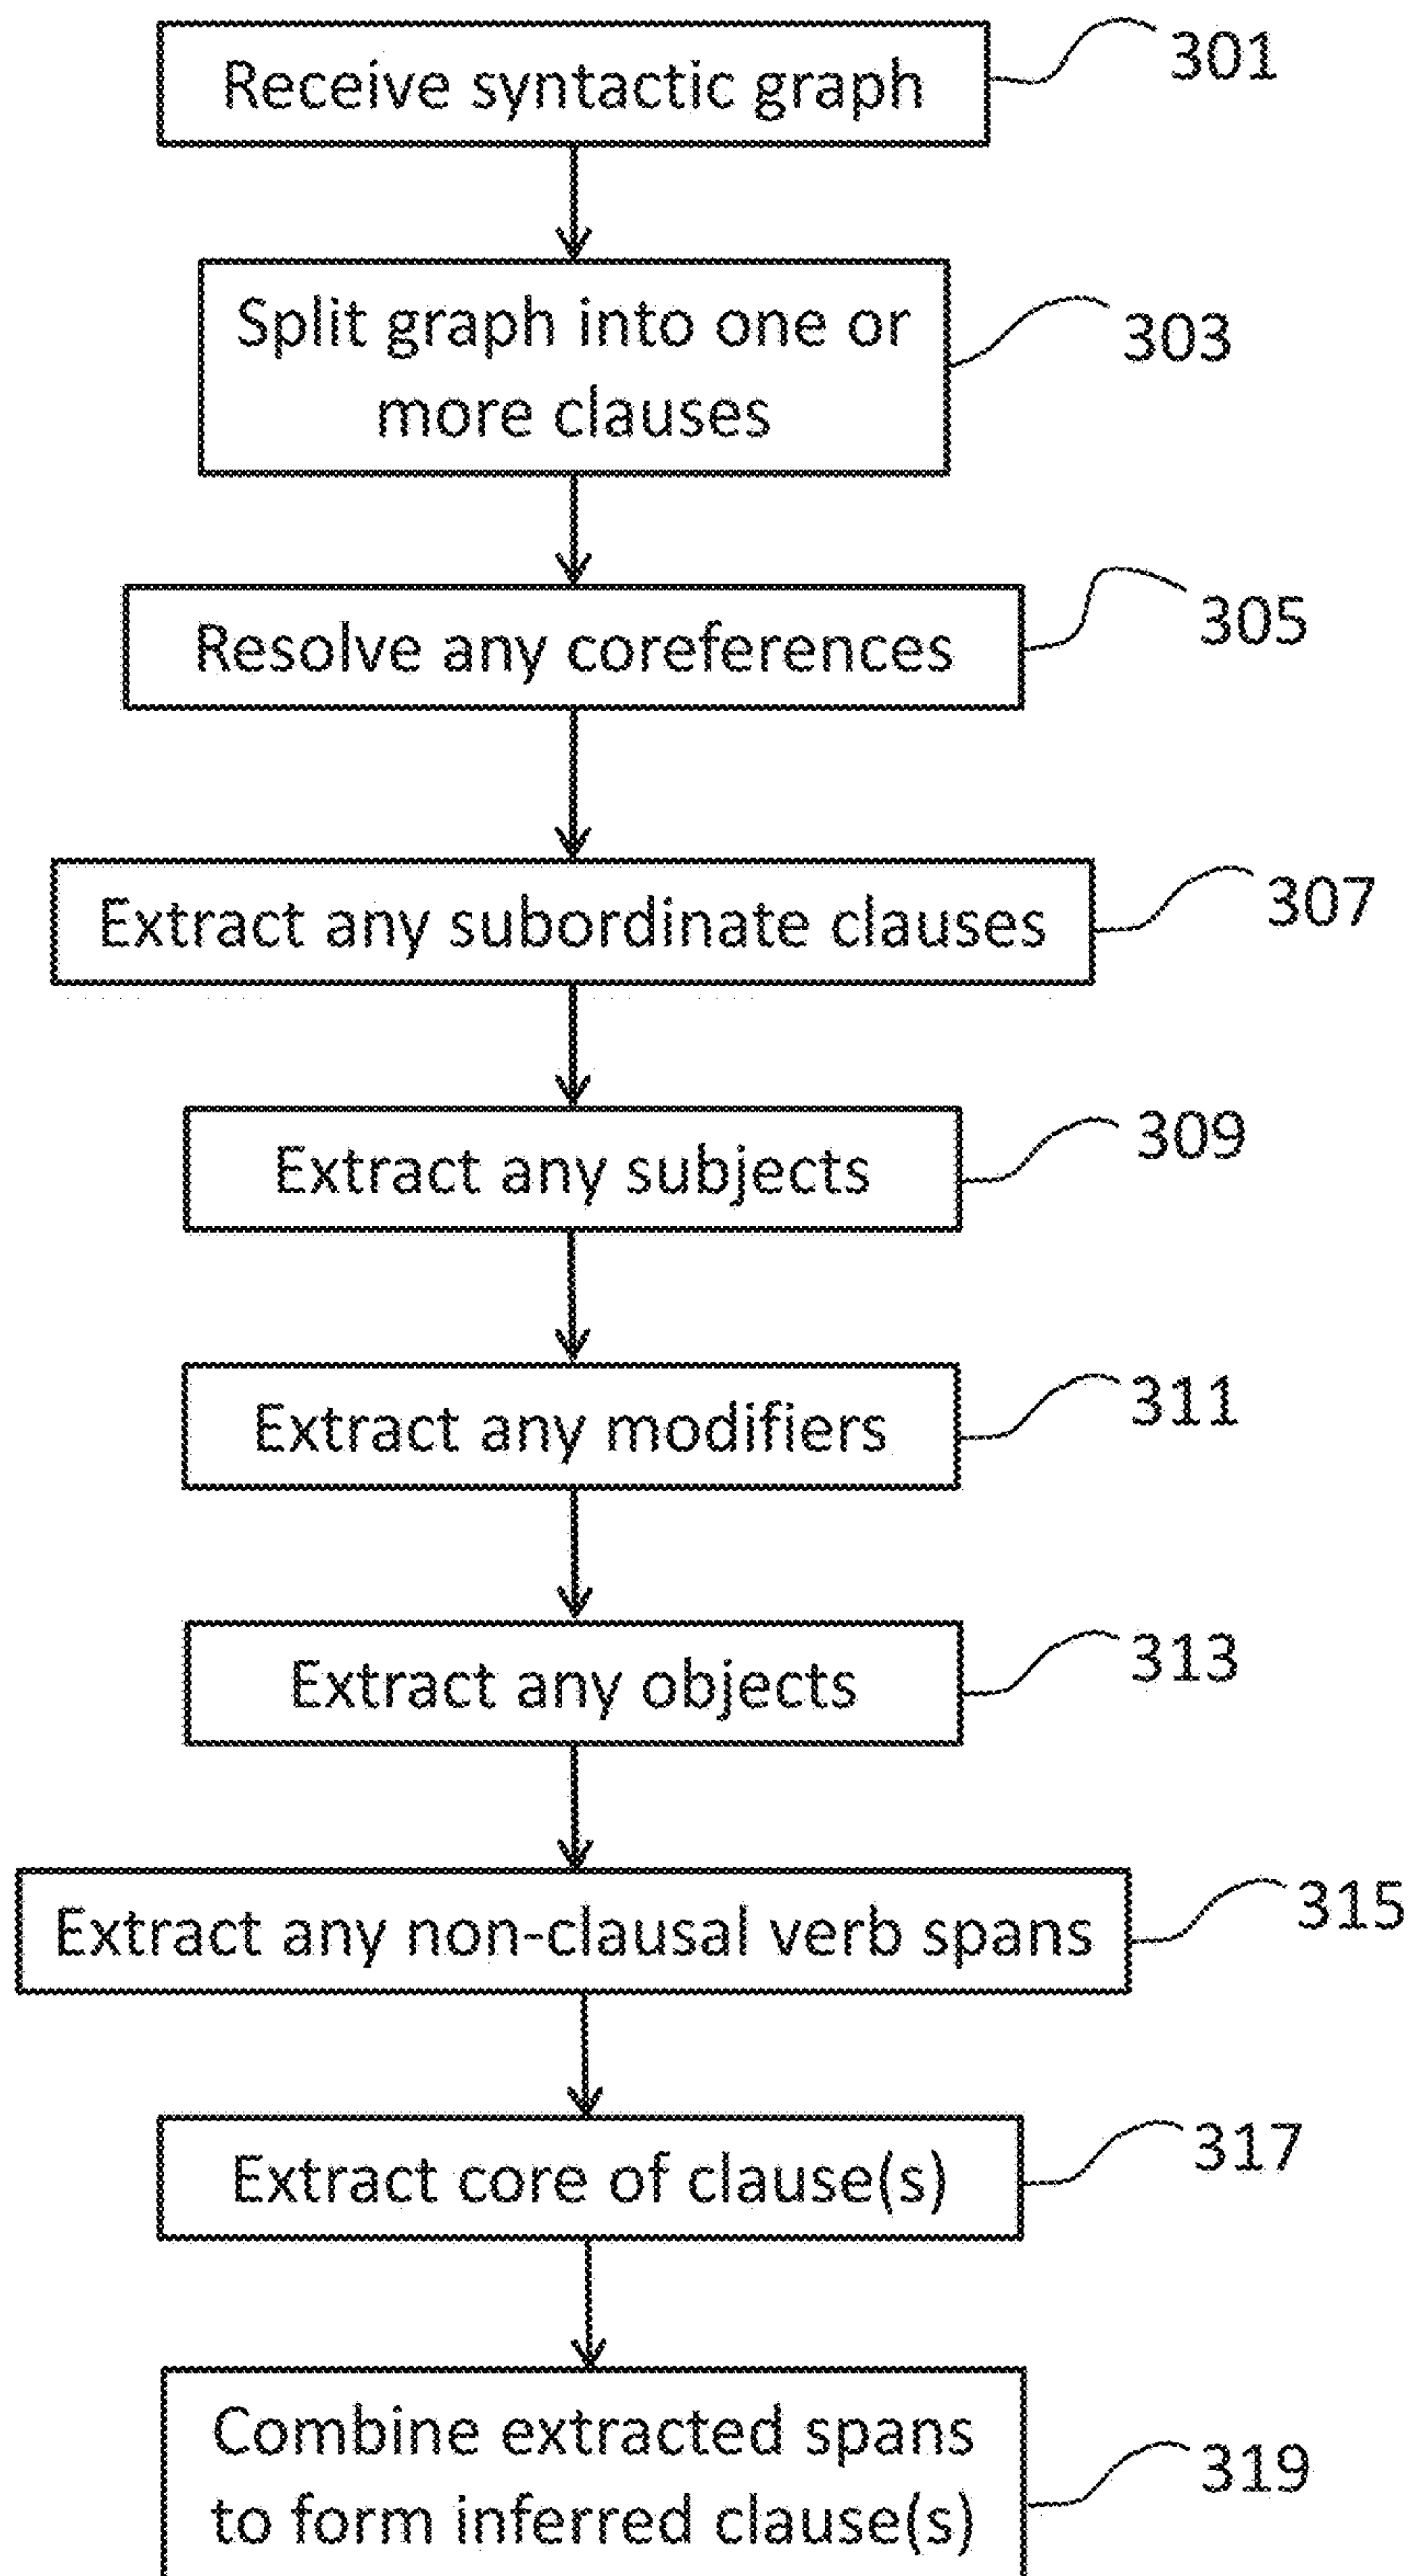 Receive syntactic graph
301
Split graph into one or
more clauses
303
Resolve any coreferences
305
Extract any subordinate clauses
307
Extract any subjects
309
Extract any modifiers
311
Extract any objects
313
Extract any non-clausal verb spans
315
Extract core of clause(s)
317
Combine extracted spans
to form inferred clause(s)
319